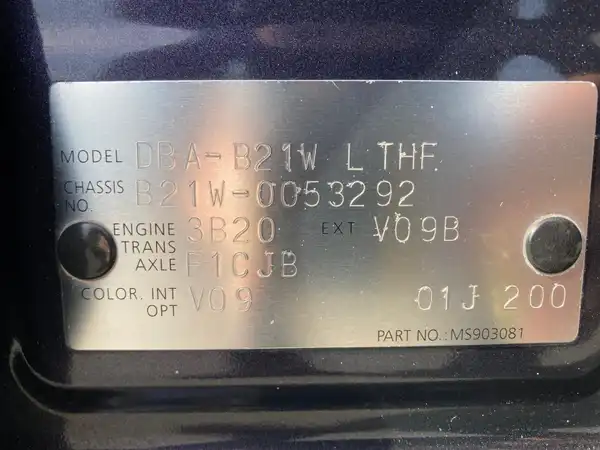 MODEL DBA-B21W LTHF
CHASSIS NO. B21W-0053292
ENGINE 3B20 EXT V09B
TRANS AXLE F1CJB
COLOR. INT V09 01J 200
OPT
PART NO.: MS903081